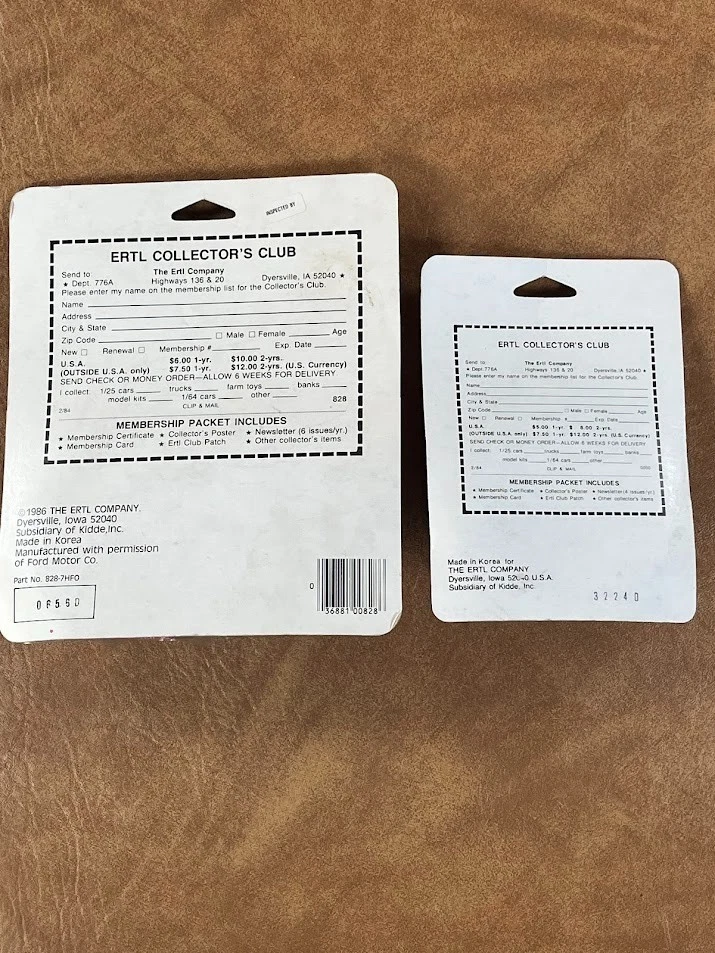 INSPECTED BY
ERTL COLLECTOR'S CLUB
Send to The Ertl Company
★ Dept. 776A Highways 136 & 20 Dyersville, IA 52040 ★
Please enter my name on the membership list for the Collector's Club.
Name
Address
City & State
Zip Code □ Male □ Female Age
New □ Renewal □ Membership # Exp. Date
U.S.A. $6.00 1-yr. $10.00 2-yrs.
(OUTSIDE U.S.A. only) $7.50 1-yr. $12.00 2-yrs. (U.S. Currency)
SEND CHECK OR MONEY ORDER—ALLOW 6 WEEKS FOR DELIVERY
I collect: 1/25 cars trucks farm toys banks
model kits 1/64 cars other 828
2/84 CLIP & MAIL
MEMBERSHIP PACKET INCLUDES
★ Membership Certificate ★ Collector's Poster ★ Newsletter (6 issues/yr.)
★ Membership Card ★ Ertl Club Patch ★ Other collector's items
©1986 THE ERTL COMPANY.
Dyersville, Iowa 52040
Subsidiary of Kidde,Inc.
Made in Korea
Manufactured with permission
of Ford Motor Co.
Part No. 828-7HFO
0 36881 00828
ERTL COLLECTOR'S CLUB
Send to: The Ertl Company
★ Dept. 776A Highways 136 & 20 Dyersville, IA 52040 ★
Please enter my name on the membership list for the Collector's Club.
Name
Address
City & State
Zip Code □ Male □ Female Age
New □ Renewal □ Membership # Exp. Date
U.S.A. $5.00 1-yr. $ 8.00 2-yrs.
(OUTSIDE U.S.A. only) $7.50 1-yr. $12.00 2-yrs. (U.S. Currency)
SEND CHECK OR MONEY ORDER—ALLOW 6 WEEKS FOR DELIVERY
I collect: 1/25 cars trucks farm toys banks
model kits 1/64 cars other
CLIP & MAIL
MEMBERSHIP PACKET INCLUDES
★ Membership Certificate ★ Collector's Poster ★ Newsletter(4 issues/yr.)
★ Membership Card ★ Ertl Club Patch ★ Other collector's items
Made in Korea for
THE ERTL COMPANY
Dyersville, Iowa U.S.A.
Subsidiary of Kidde, Inc.
32240